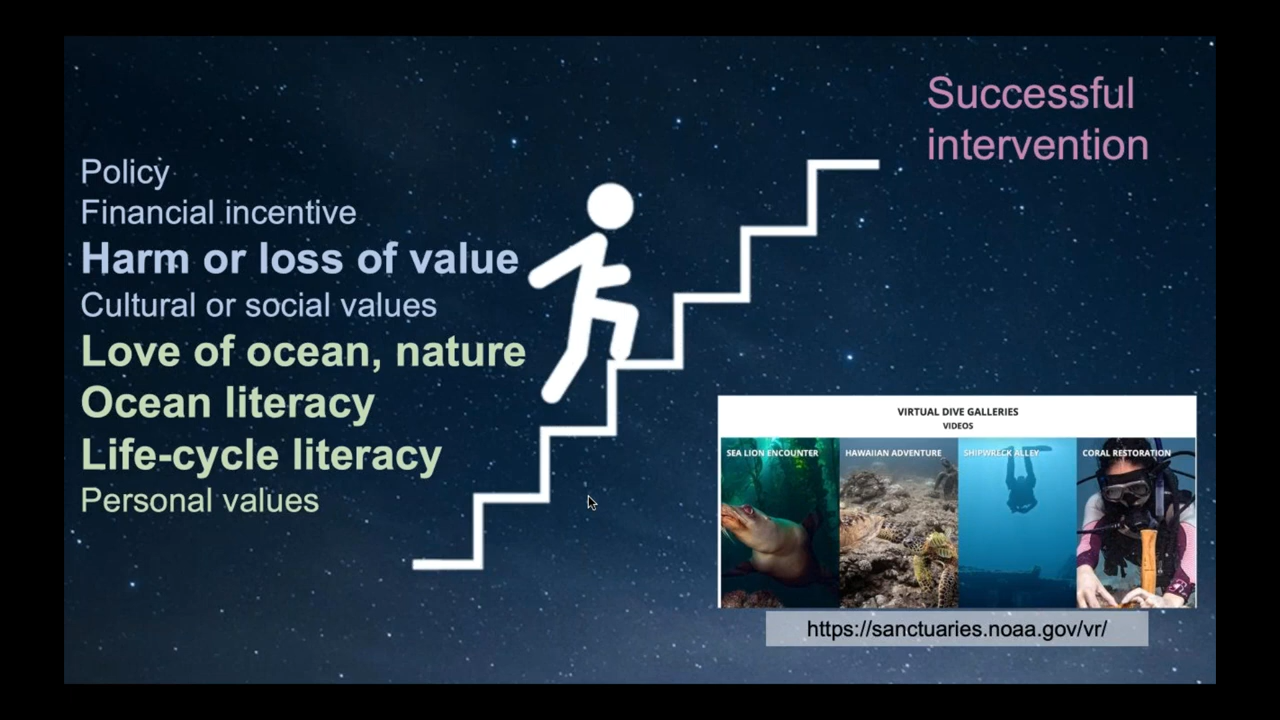 Successful
intervention
Policy
Financial incentive
Harm or loss of value
Cultural or social values
Love of ocean, nature
Ocean literacy
Life-cycle literacy
Personal values
VIRTUAL DIVE GALLERIES
VIDEOS
SEA LION ENCOUNTER
HAWAIIAN ADVENTURE
SHIPWRECK ALLEY
CORAL RESTORATION
https://sanctuaries.noaa.gov/vr/